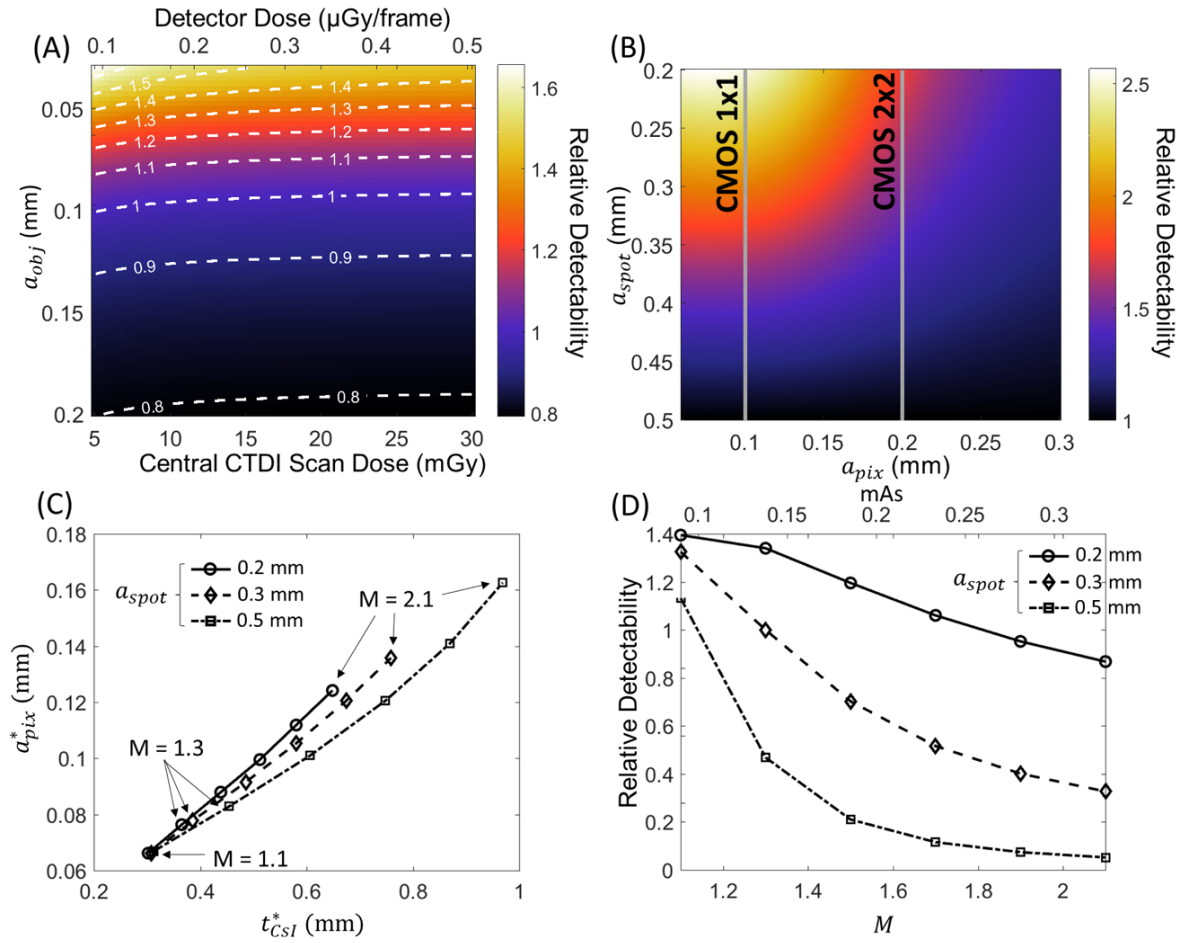 (A)
Detector Dose (μGy/frame)
0.1 0.2 0.3 0.4 0.5
0.05
0.1
0.15
0.2
a_obj (mm)
1.5
1.4 1.4
1.3 1.3
1.2 1.2
1.1 1.1
1 1
0.9 0.9
0.8 0.8
5 10 15 20 25 30
Central CTDI Scan Dose (mGy)
1.6
1.4
1.2
1
0.8
Relative Detectability
(B)
0.2
0.25
0.3
0.35
0.4
0.45
0.5
a_spot (mm)
CMOS 1x1
CMOS 2x2
0.1 0.15 0.2 0.25 0.3
a_pix (mm)
2.5
2
1.5
1
Relative Detectability
(C)
0.18
0.16
0.14
0.12
0.1
0.08
0.06
a*_pix (mm)
a_spot
0.2 mm
0.3 mm
0.5 mm
M = 2.1
M = 1.3
M = 1.1
0.2 0.4 0.6 0.8 1
t*_CsI (mm)
(D)
mAs
0.1 0.15 0.2 0.25 0.3
1.4
1.2
1
0.8
0.6
0.4
0.2
0
Relative Detectability
a_spot
0.2 mm
0.3 mm
0.5 mm
1.2 1.4 1.6 1.8 2
M